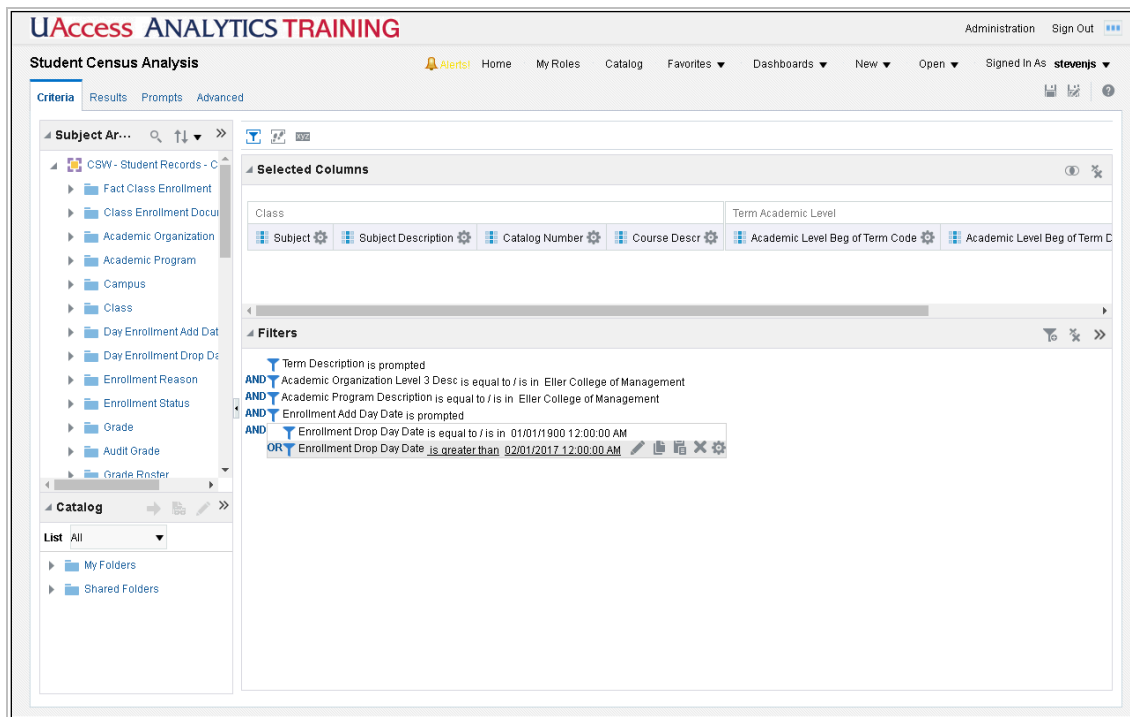 UAccess ANALYTICS TRAINING
Administration Sign Out
Student Census Analysis
Alerts! Home My Roles Catalog Favorites Dashboards New Open Signed In As stevenjs
Criteria Results Prompts Advanced
Subject Ar...
CSW - Student Records - C
Fact Class Enrollment
Class Enrollment Docu
Academic Organization
Academic Program
Campus
Class
Day Enrollment Add Dat
Day Enrollment Drop Da
Enrollment Reason
Enrollment Status
Grade
Audit Grade
Grade Roster
Catalog
List All
My Folders
Shared Folders
xyz
Selected Columns
Class Term Academic Level
Subject Subject Description Catalog Number Course Descr Academic Level Beg of Term Code Academic Level Beg of Term D
Filters
Term Description is prompted
AND Academic Organization Level 3 Desc is equal to / is in Eller College of Management
AND Academic Program Description is equal to / is in Eller College of Management
AND Enrollment Add Day Date is prompted
AND Enrollment Drop Day Date is equal to / is in 01/01/1900 12:00:00 AM
OR Enrollment Drop Day Date is greater than 02/01/2017 12:00:00 AM